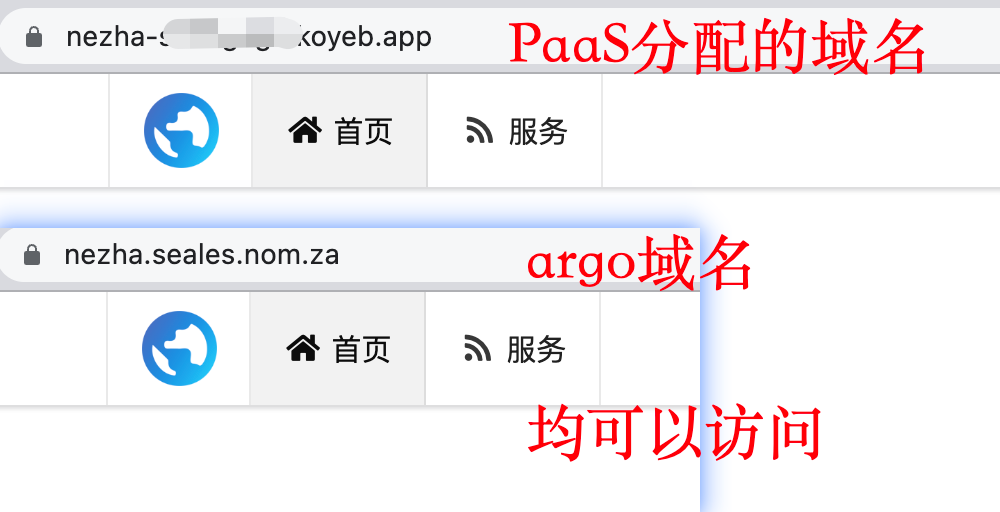 nezha- koyeb.app
PaaS分配的域名
首页 服务
nezha.seales.nom.za
argo域名
首页 服务
均可以访问